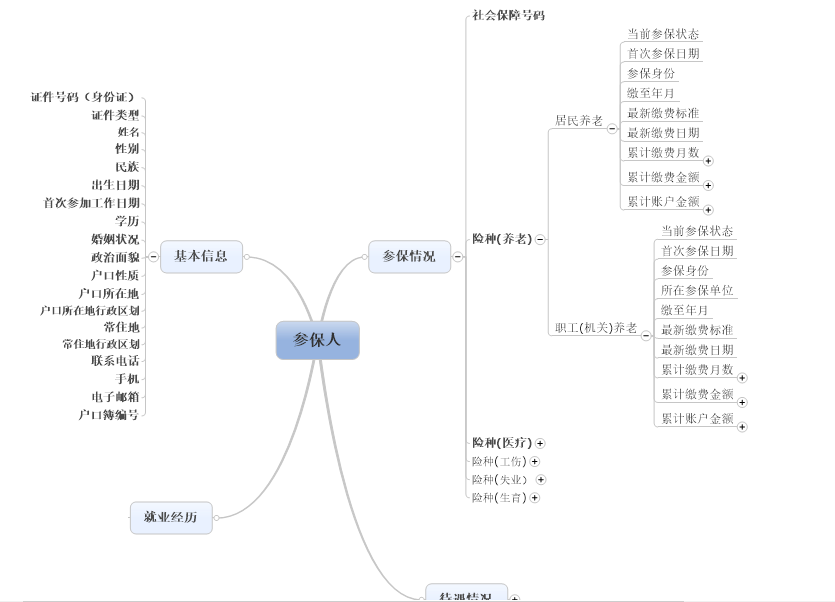 社会保障号码
当前参保状态
首次参保日期
参保身份
缴至年月
最新缴费标准
居民养老
最新缴费日期
累计缴费月数
累计缴费金额
累计账户金额
证件号码（身份证）
证件类型
姓名
性别
民族
出生日期
首次参加工作日期
学历
婚姻状况
政治面貌
户口性质
户口所在地
户口所在地行政区划
常住地
常住地行政区划
联系电话
手机
电子邮箱
户口簿编号
基本信息
参保情况
险种(养老)
当前参保状态
首次参保日期
参保身份
所在参保单位
缴至年月
职工(机关)养老
最新缴费标准
最新缴费日期
累计缴费月数
累计缴费金额
累计账户金额
参保人
险种(医疗)
险种(工伤)
险种(失业）
险种(生育)
就业经历
待遇情况